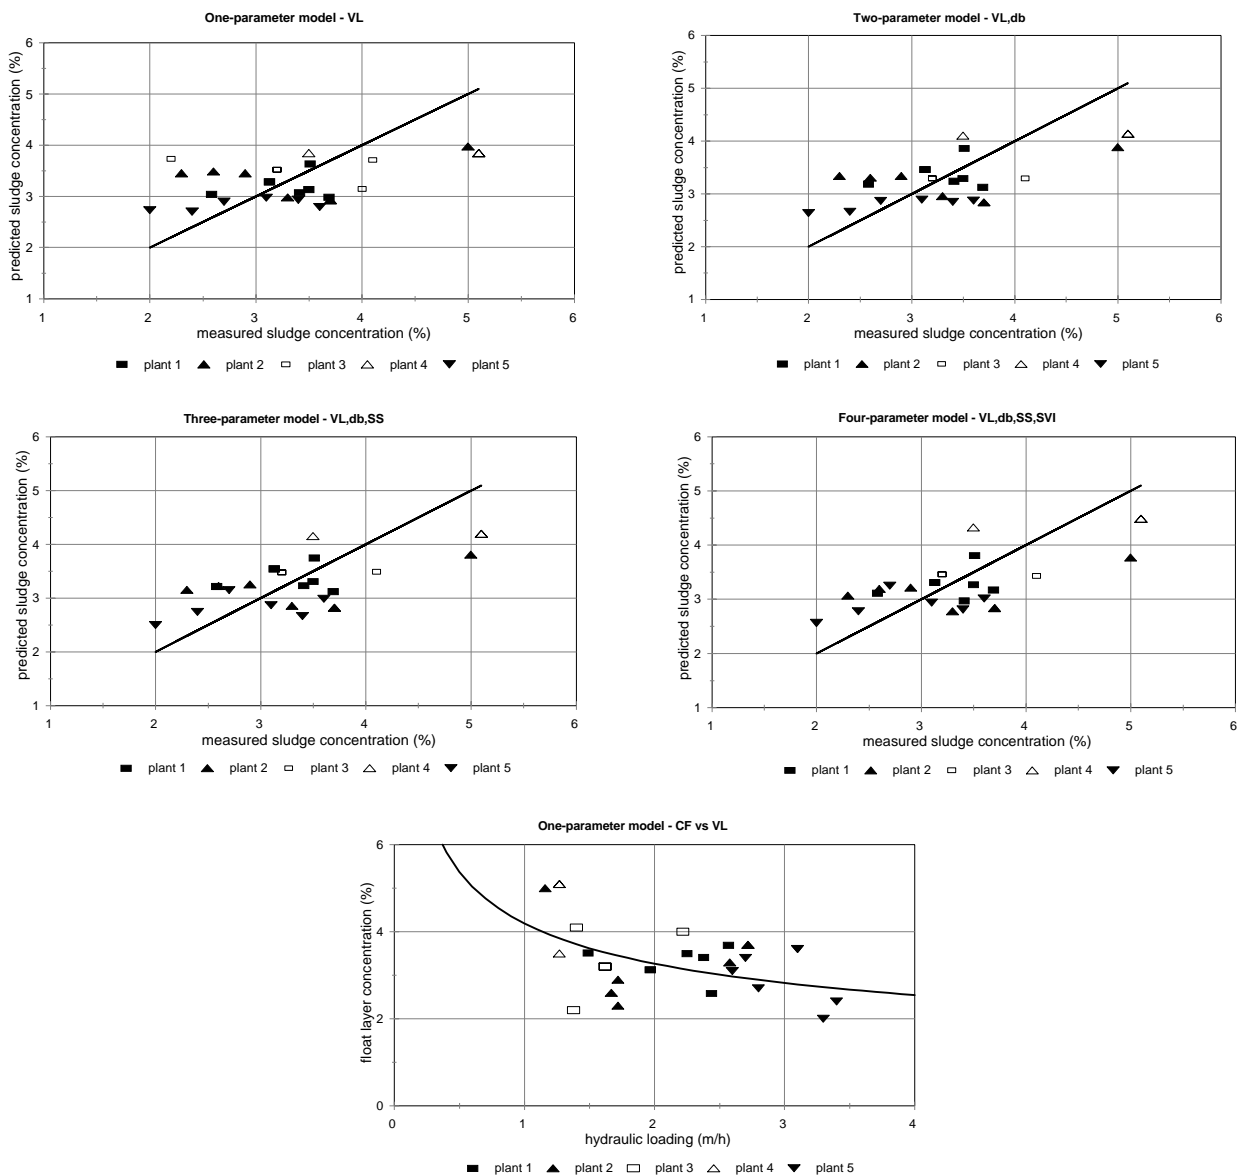 One-parameter model - VL
predicted sludge concentration (%)
6
5
4
3
2
1
1 2 3 4 5 6
measured sludge concentration (%)
plant 1 plant 2 plant 3 plant 4 plant 5
Two-parameter model - VL,db
predicted sludge concentration (%)
6
5
4
3
2
1
1 2 3 4 5 6
measured sludge concentration (%)
plant 1 plant 2 plant 3 plant 4 plant 5
Three-parameter model - VL,db,SS
predicted sludge concentration (%)
6
5
4
3
2
1
1 2 3 4 5 6
measured sludge concentration (%)
plant 1 plant 2 plant 3 plant 4 plant 5
Four-parameter model - VL,db,SS,SVI
predicted sludge concentration (%)
6
5
4
3
2
1
1 2 3 4 5 6
measured sludge concentration (%)
plant 1 plant 2 plant 3 plant 4 plant 5
One-parameter model - CF vs VL
float layer concentration (%)
6
4
2
0
0 1 2 3 4
hydraulic loading (m/h)
plant 1 plant 2 plant 3 plant 4 plant 5